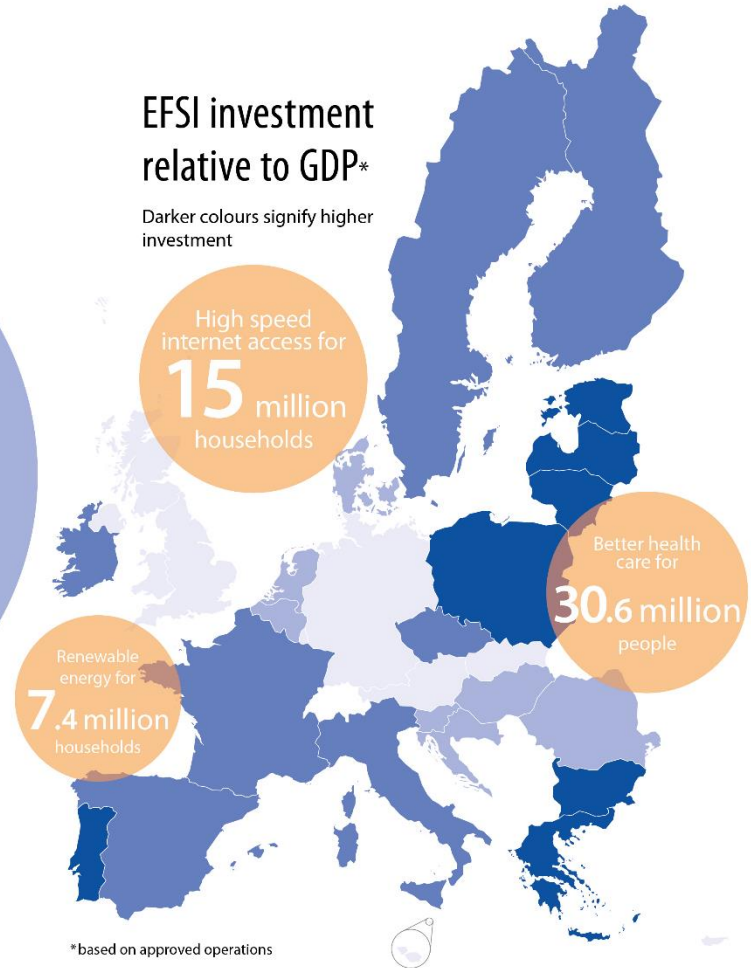 EFSI investment
relative to GDP*
Darker colours signify higher
investment
High speed
internet access for
15 million
households
Better health
care for
30.6 million
people
Renewable
energy for
7.4 million
households
*based on approved operations